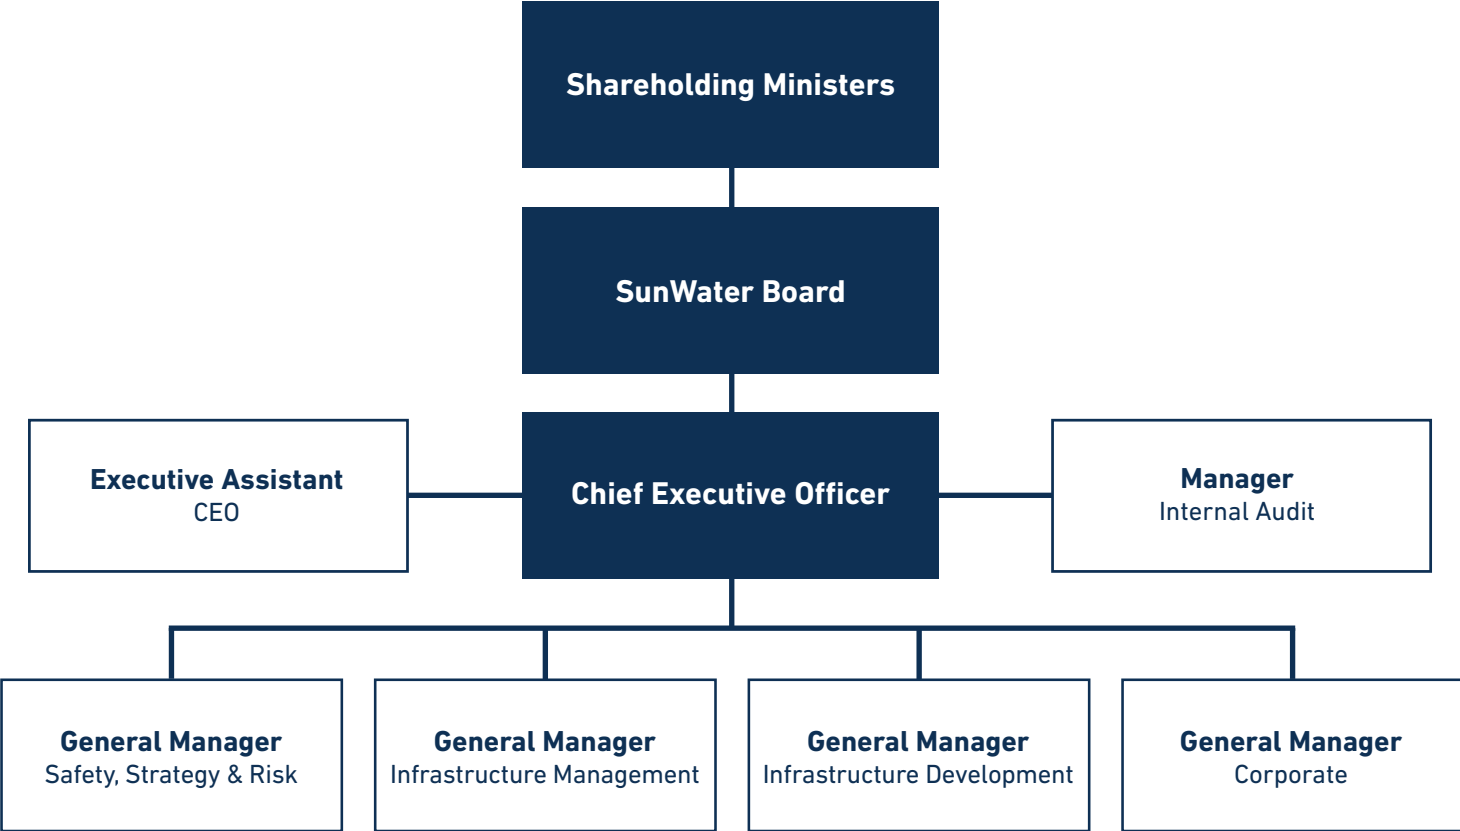 Shareholding Ministers
SunWater Board
Executive Assistant
CEO
Chief Executive Officer
Manager
Internal Audit
General Manager
Safety, Strategy & Risk
General Manager
Infrastructure Management
General Manager
Infrastructure Development
General Manager
Corporate